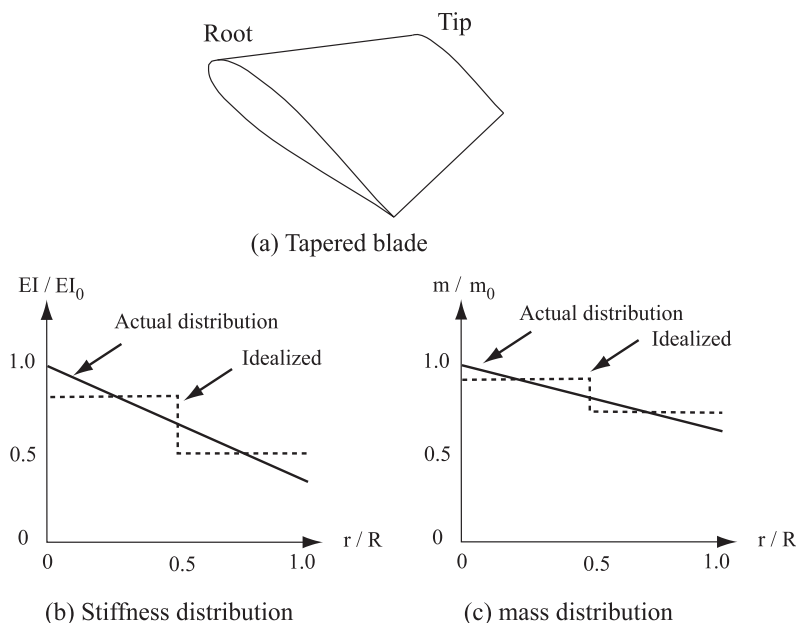 Root
Tip
(a) Tapered blade
EI / EI0
Actual distribution
Idealized
1.0
0.5
0
0
0.5
1.0
r / R
(b) Stiffness distribution
m / m0
Actual distribution
Idealized
1.0
0.5
0
0
0.5
1.0
r / R
(c) mass distribution